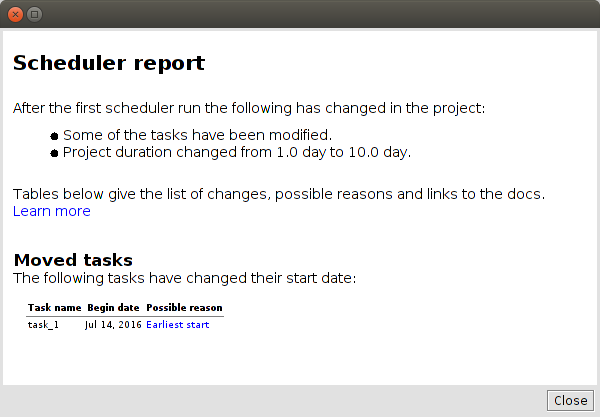 Scheduler report
After the first scheduler run the following has changed in the project:
Some of the tasks have been modified.
Project duration changed from 1.0 day to 10.0 day.
Tables below give the list of changes, possible reasons and links to the docs.
Learn more
Moved tasks
The following tasks have changed their start date:
Task name Begin date Possible reason
task_1 Jul 14, 2016 Earliest start
Close